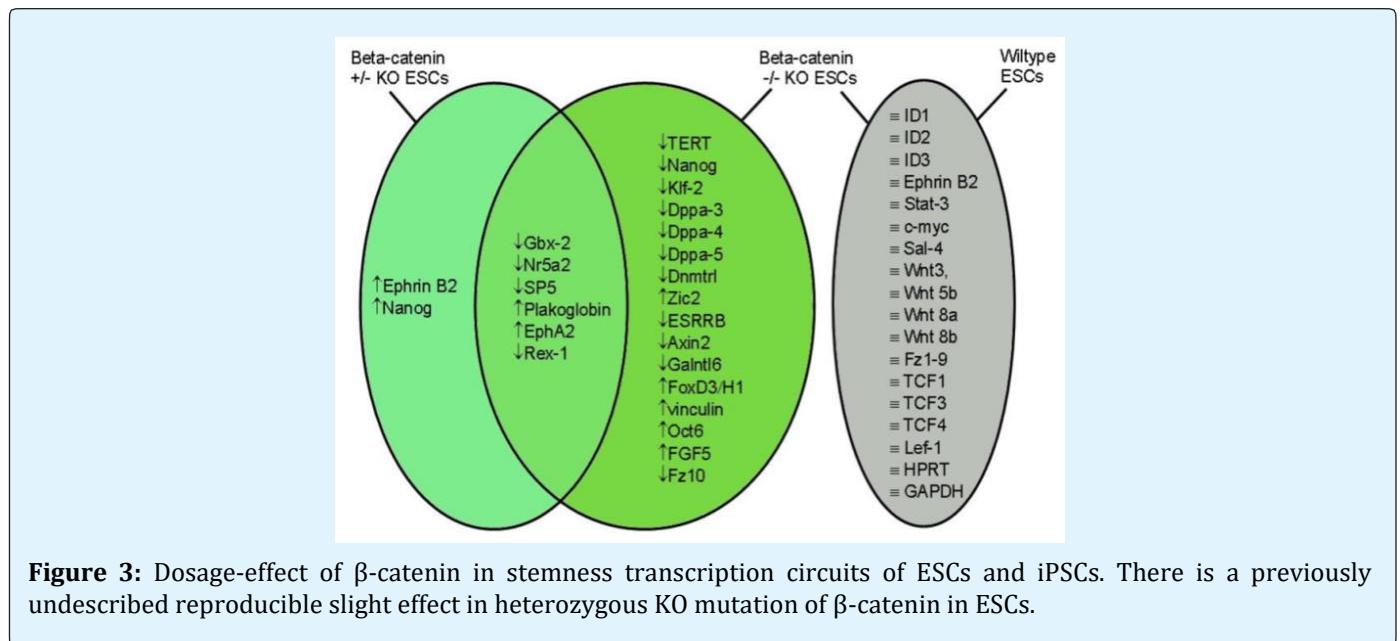 Beta-catenin
+/- KO ESCs
Beta-catenin
-/- KO ESCs
Wiltype
ESCs
↑Ephrin B2
↑Nanog
↓Gbx-2
↓Nr5a2
↓SP5
↑Plakoglobin
↑EphA2
↓Rex-1
↓TERT
↓Nanog
↓Klf-2
↓Dppa-3
↓Dppa-4
↓Dppa-5
↓Dnmtrl
↑Zic2
↓ESRRB
↓Axin2
↓Galntl6
↑FoxD3/H1
↑vinculin
↑Oct6
↑FGF5
↓Fz10
≡ ID1
≡ ID2
≡ ID3
≡ Ephrin B2
≡ Stat-3
≡ c-myc
≡ Sal-4
≡ Wnt3,
≡ Wnt 5b
≡ Wnt 8a
≡ Wnt 8b
≡ Fz1-9
≡ TCF1
≡ TCF3
≡ TCF4
≡ Lef-1
≡ HPRT
≡ GAPDH
Figure 3: Dosage-effect of β-catenin in stemness transcription circuits of ESCs and iPSCs. There is a previously
undescribed reproducible slight effect in heterozygous KO mutation of β-catenin in ESCs.